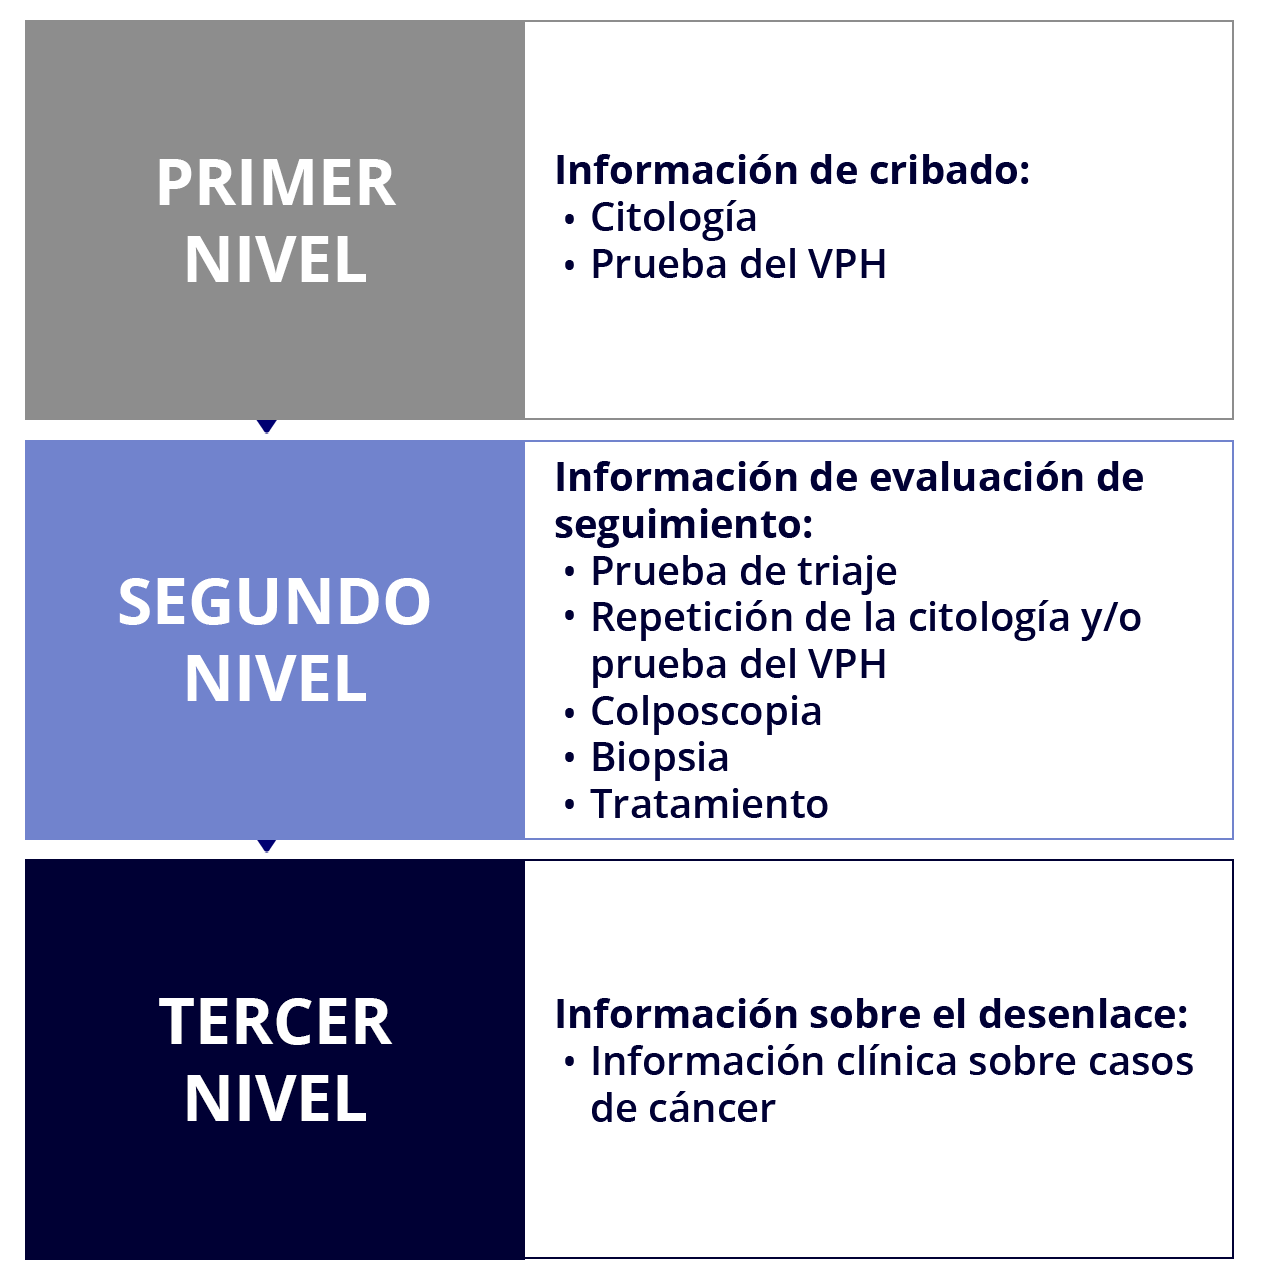 PRIMER
NIVEL
Información de cribado:
• Citología
• Prueba del VPH
SEGUNDO
NIVEL
Información de evaluación de
seguimiento:
• Prueba de triaje
• Repetición de la citología y/o
prueba del VPH
• Colposcopia
• Biopsia
• Tratamiento
TERCER
NIVEL
Información sobre el desenlace:
• Información clínica sobre casos
de cáncer